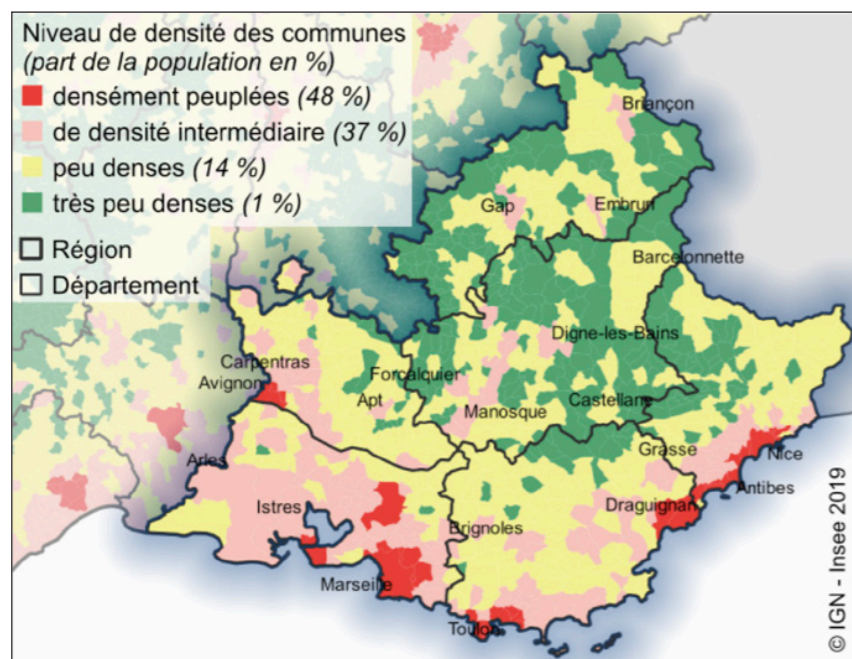 Niveau de densité des communes
(part de la population en %)
densément peuplées (48 %)
de densité intermédiaire (37 %)
peu denses (14 %)
très peu denses (1 %)
Région
Département
Briançon
Gap
Embrun
Barcelonnette
Digne-les-Bains
Carpentras
Avignon
Forcalquier
Apt
Manosque
Castellane
Grasse
Nice
Arles
Antibes
Istres
Draguignan
Brignoles
Marseille
Toulon
© IGN - Insee 2019